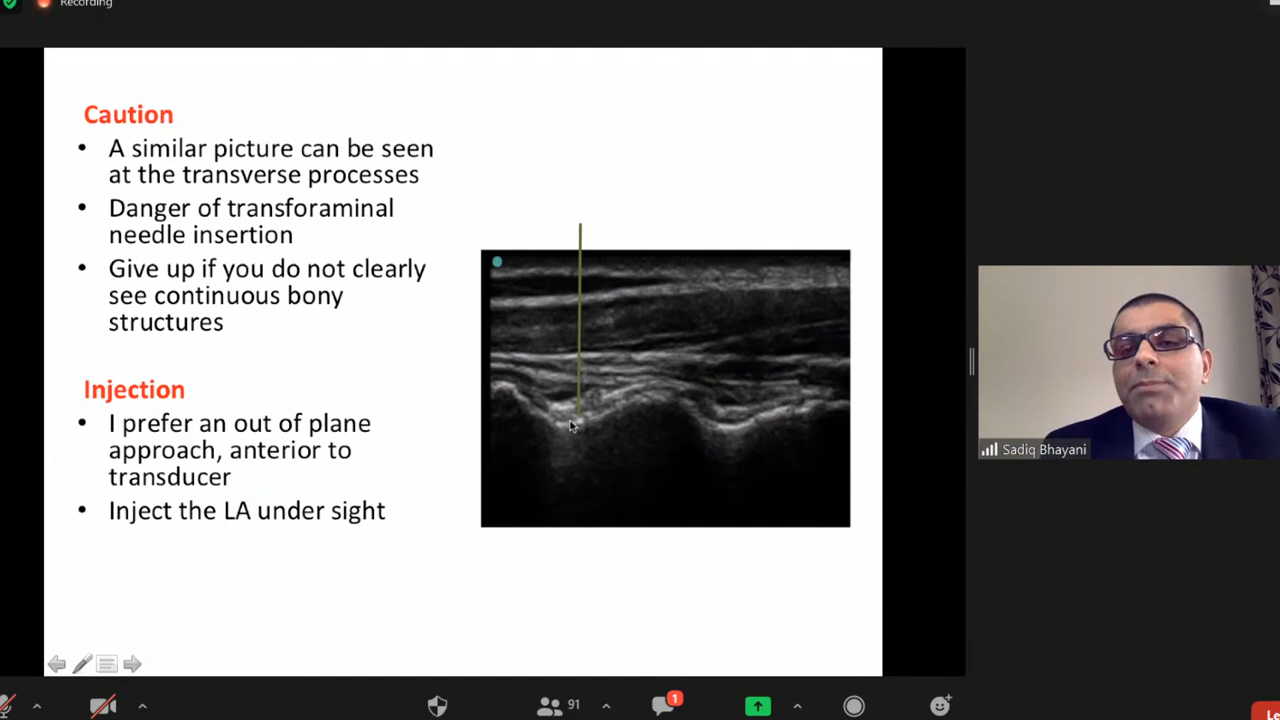 Recording
Caution
• A similar picture can be seen
at the transverse processes
• Danger of transforaminal
needle insertion
• Give up if you do not clearly
see continuous bony
structures
Injection
• I prefer an out of plane
approach, anterior to
transducer
• Inject the LA under sight
Sadiq Bhayani
91
1